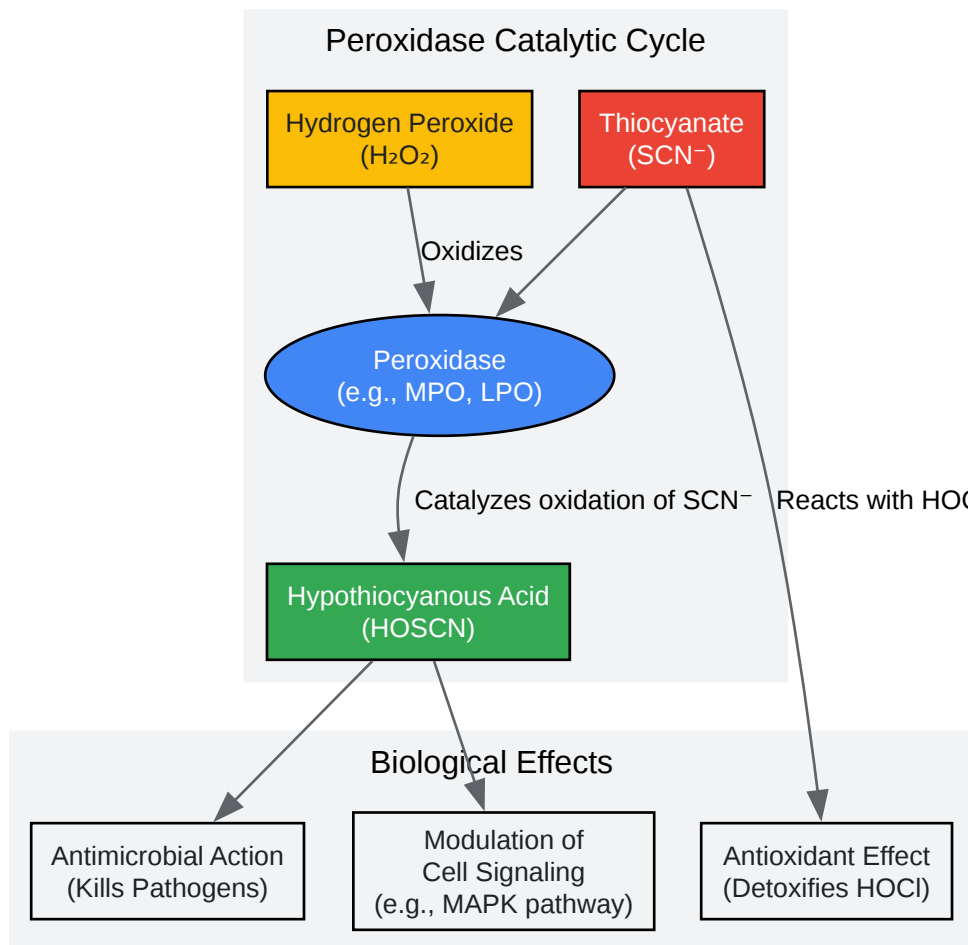 Peroxidase Catalytic Cycle
Hydrogen Peroxide
(H₂O₂)
Thiocyanate
(SCN⁻)
Oxidizes
Peroxidase
(e.g., MPO, LPO)
Catalyzes oxidation of SCN⁻
Reacts with HOC
Hypothiocyanous Acid
(HOSCN)
Biological Effects
Antimicrobial Action
(Kills Pathogens)
Modulation of
Cell Signaling
(e.g., MAPK pathway)
Antioxidant Effect
(Detoxifies HOCl)